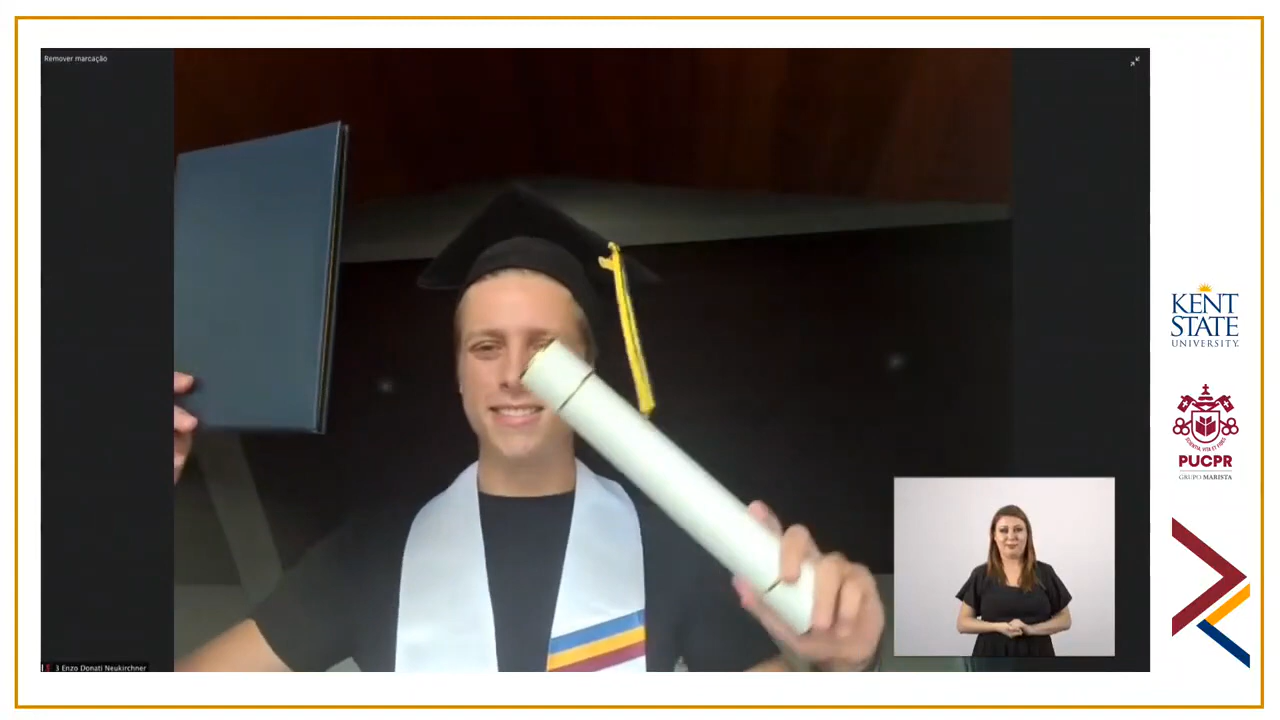 Remover marcação
KENT
STATE
UNIVERSITY.
PUCPR
GRUPO MARISTA
3 Enzo Donati Neukirchner